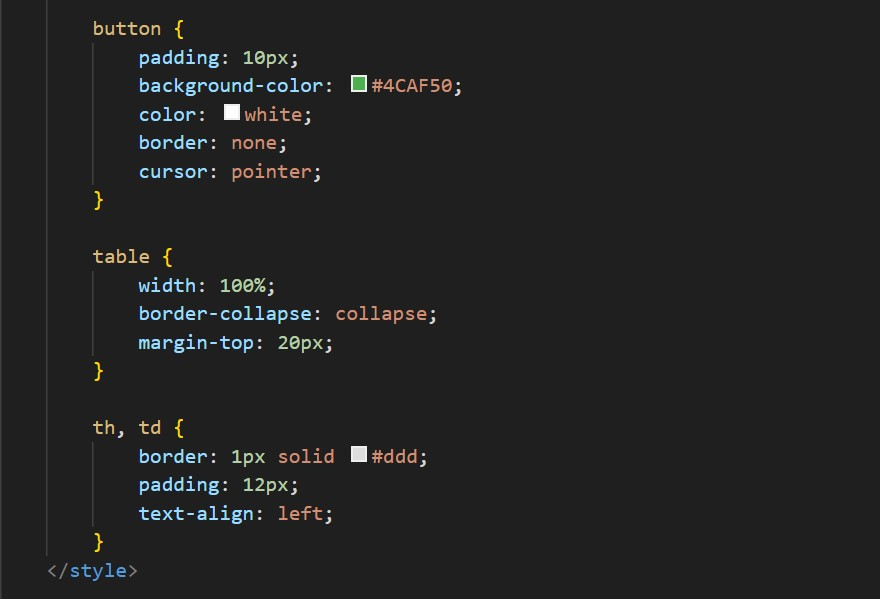 button {
padding: 10px;
background-color: #4CAF50;
color: white;
border: none;
cursor: pointer;
}
table {
width: 100%;
border-collapse: collapse;
margin-top: 20px;
}
th, td {
border: 1px solid #ddd;
padding: 12px;
text-align: left;
}
</style>